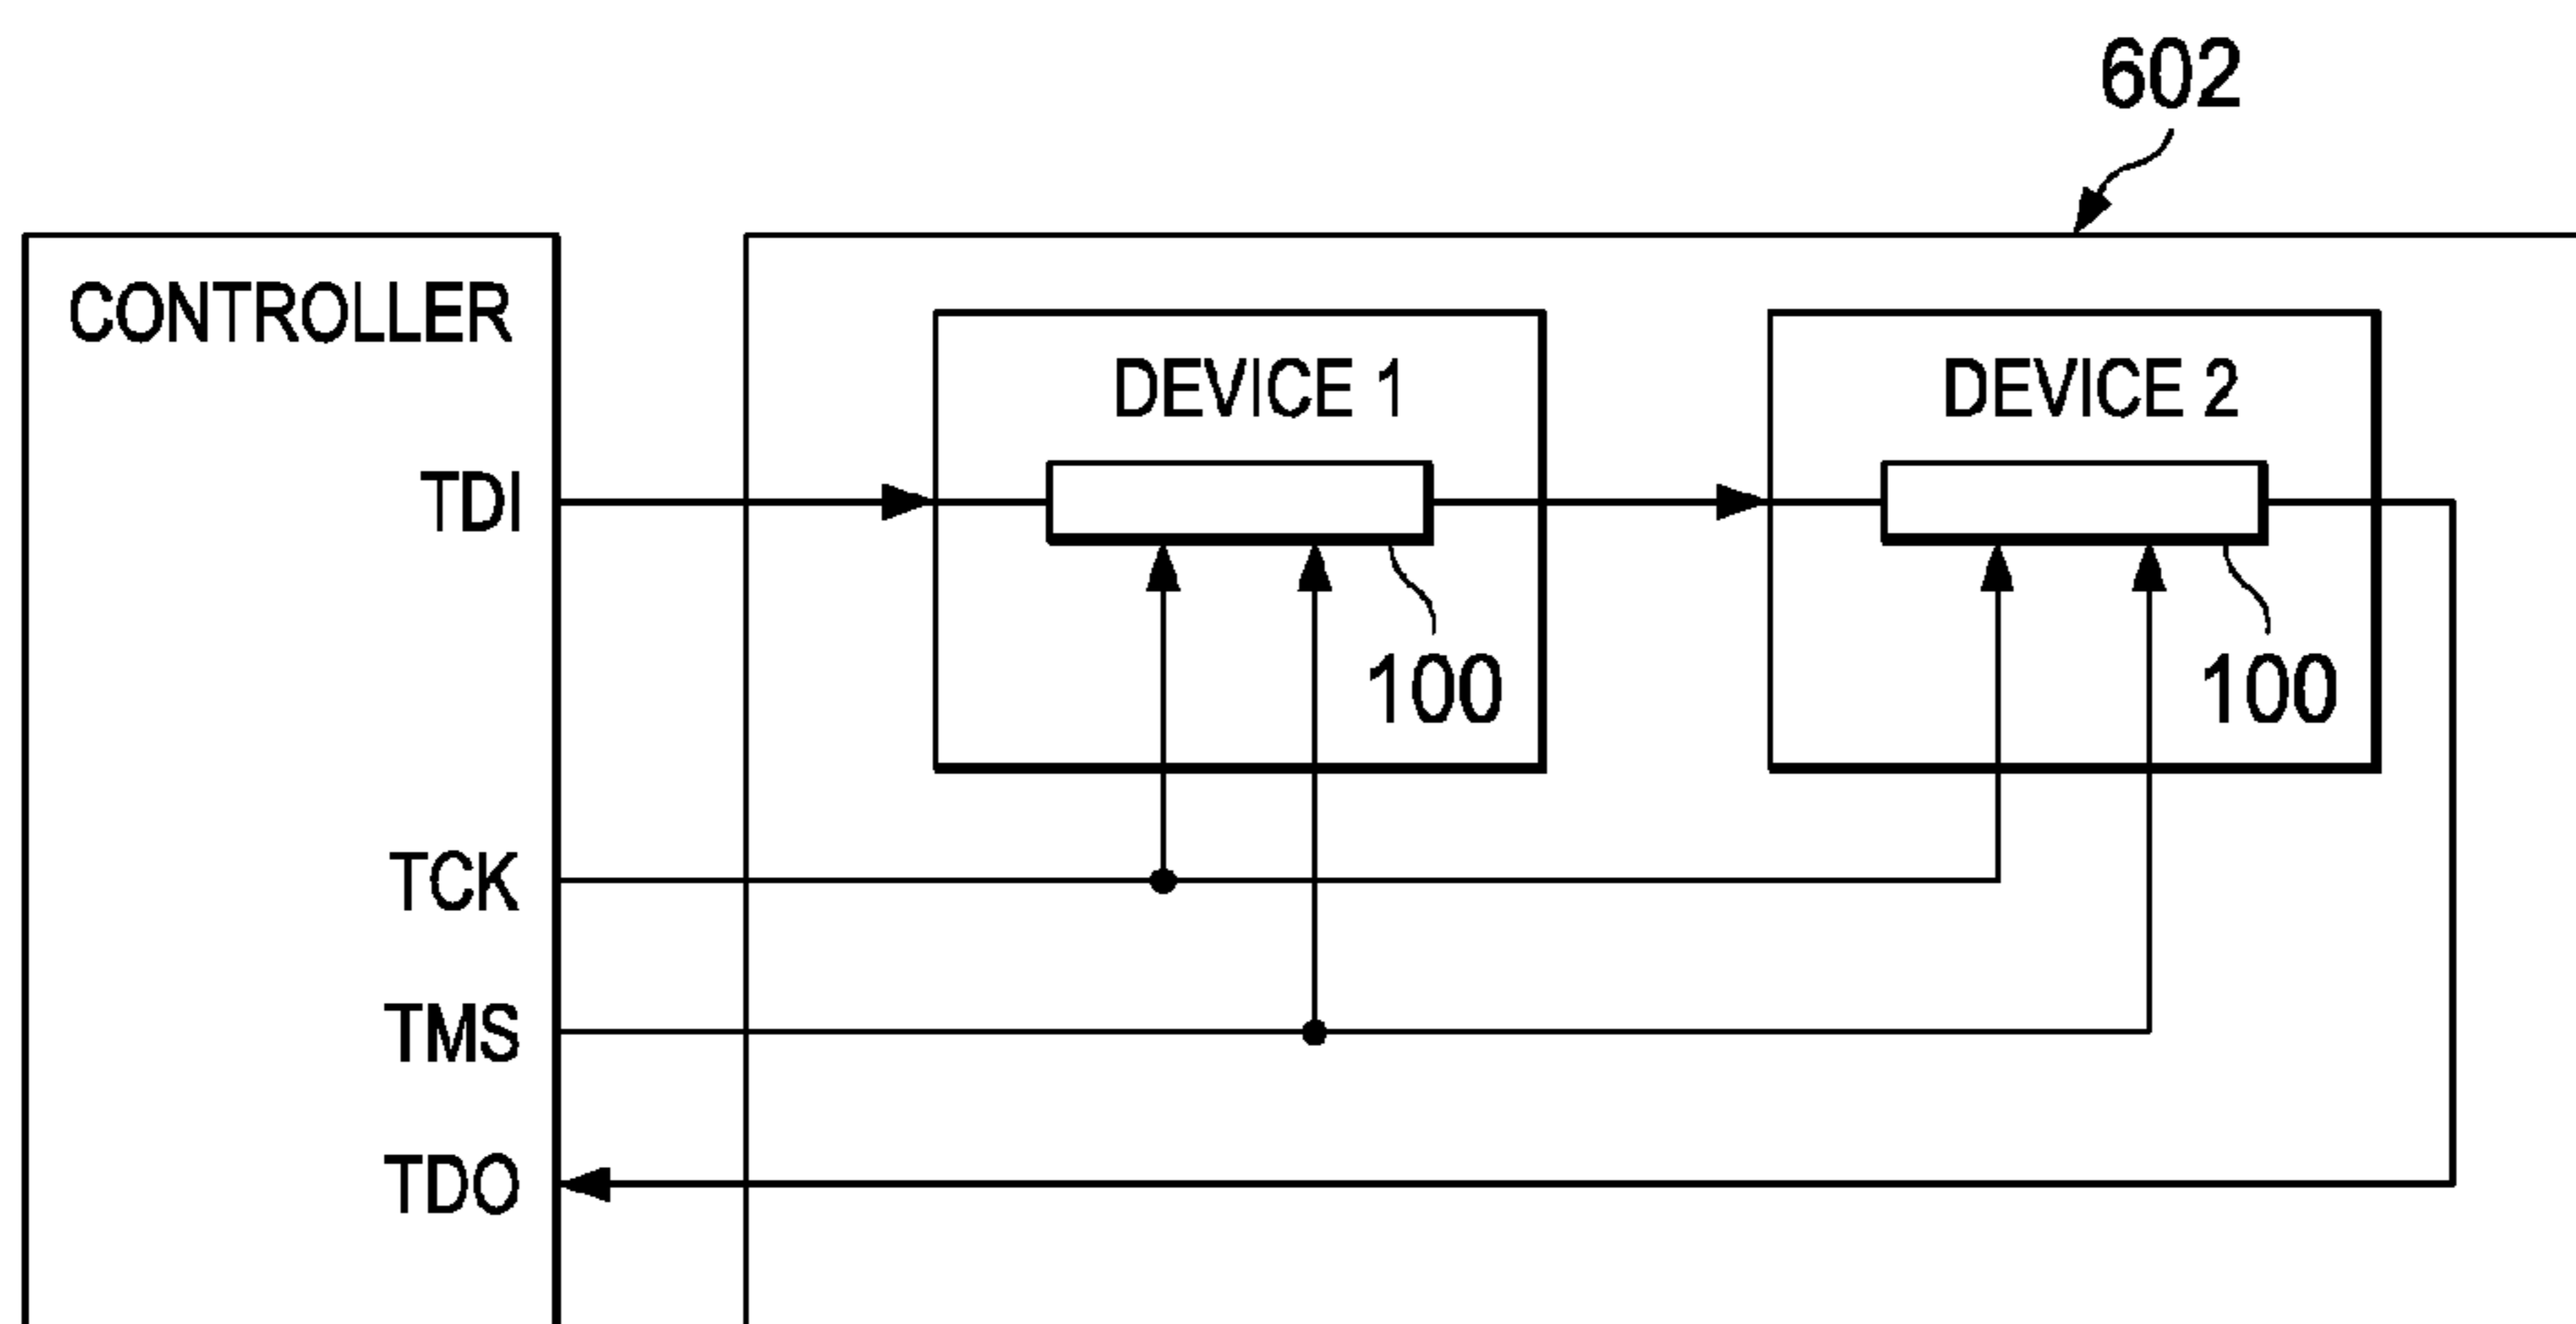 602
CONTROLLER
DEVICE 1
DEVICE 2
TDI
100
100
TCK
TMS
TDO